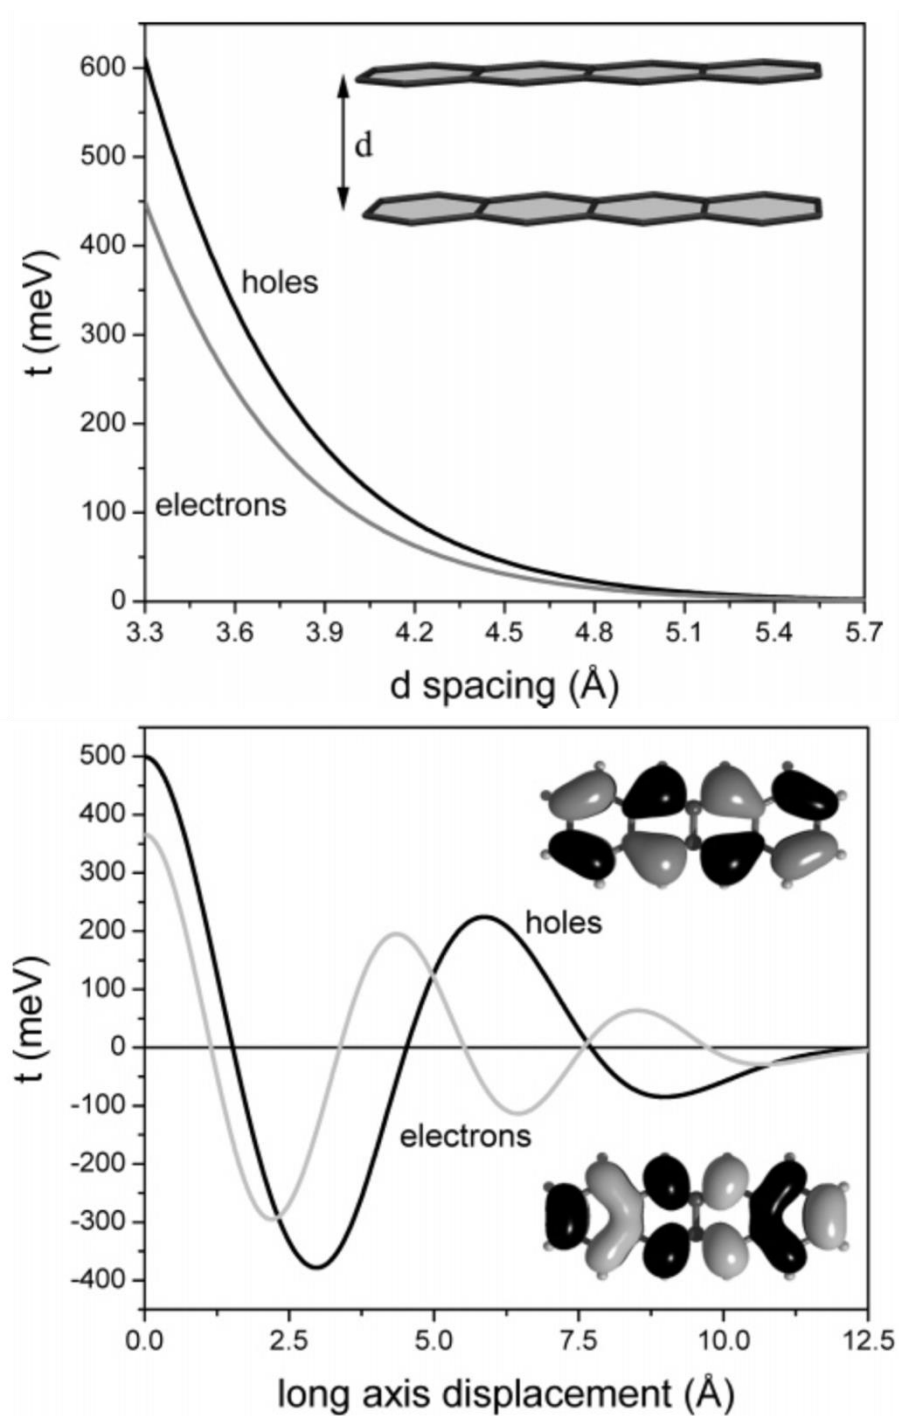 600
500
400
300
200
100
0
t (meV)
d
holes
electrons
3.3 3.6 3.9 4.2 4.5 4.8 5.1 5.4 5.7
d spacing (Å)
500
400
300
200
100
0
-100
-200
-300
-400
t (meV)
holes
electrons
0.0 2.5 5.0 7.5 10.0 12.5
long axis displacement (Å)